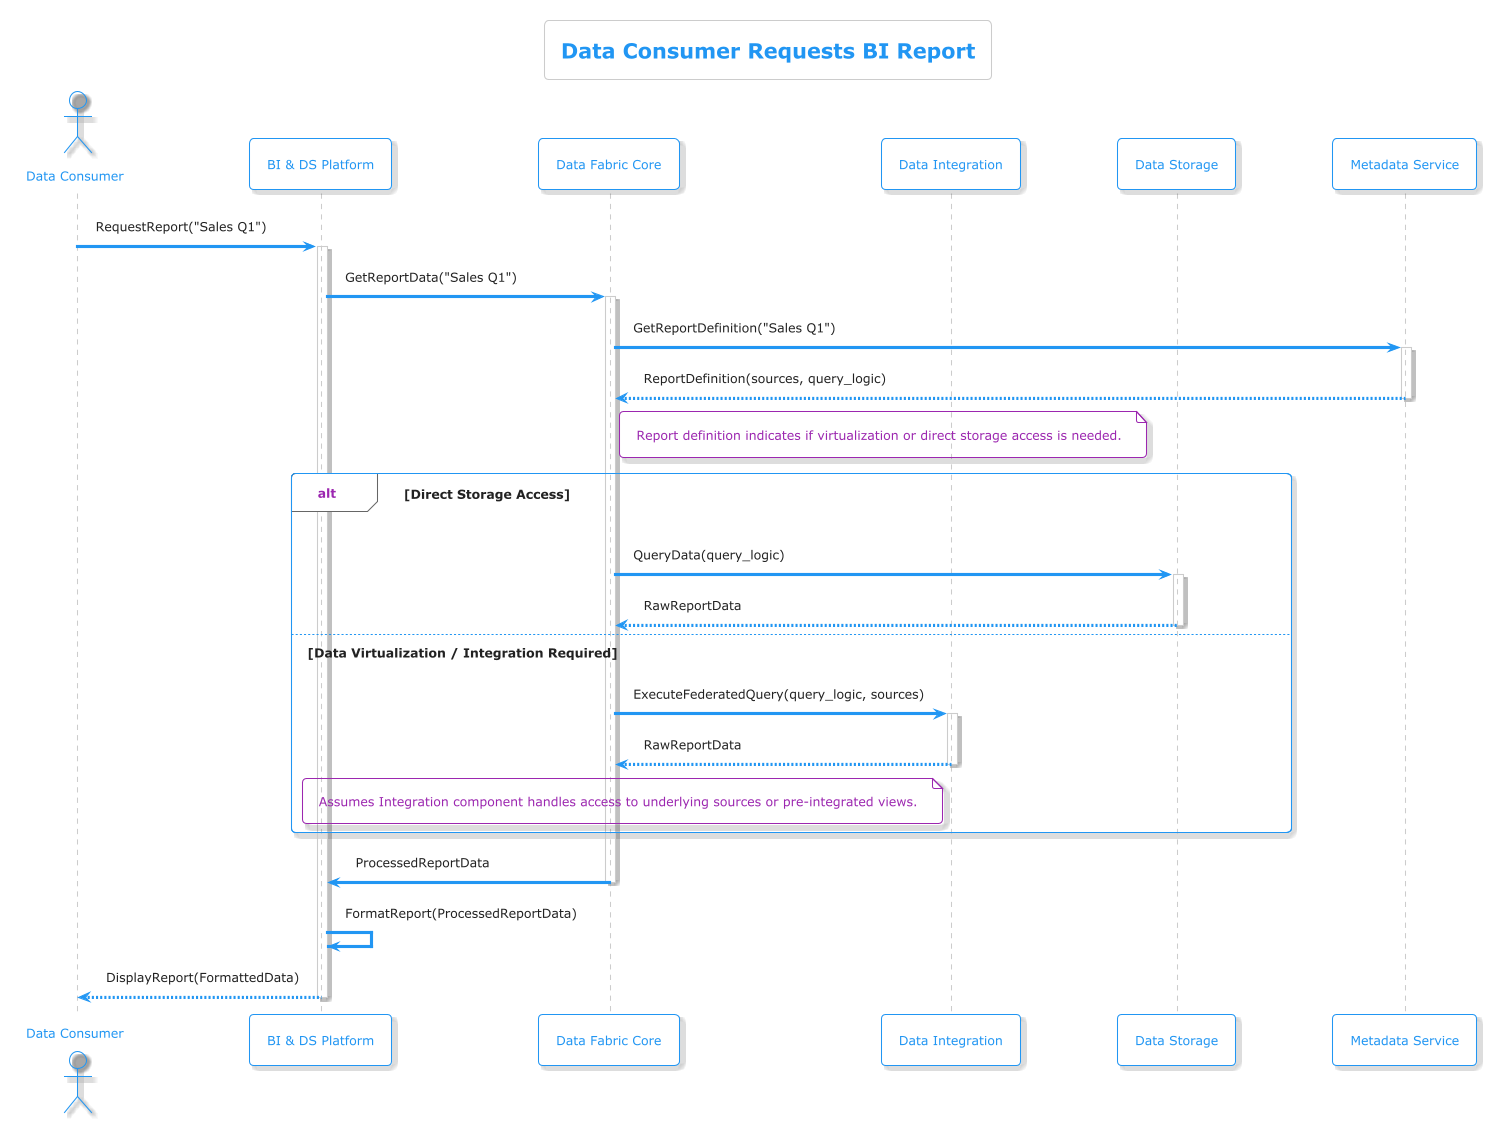 Data Consumer Requests BI Report
Data Consumer
BI & DS Platform
Data Fabric Core
Data Integration
Data Storage
Metadata Service
RequestReport("Sales Q1")
GetReportData("Sales Q1")
GetReportDefinition("Sales Q1")
ReportDefinition(sources, query_logic)
Report definition indicates if virtualization or direct storage access is needed.
alt
[Direct Storage Access]
QueryData(query_logic)
RawReportData
[Data Virtualization / Integration Required]
ExecuteFederatedQuery(query_logic, sources)
RawReportData
Assumes Integration component handles access to underlying sources or pre-integrated views.
ProcessedReportData
FormatReport(ProcessedReportData)
DisplayReport(FormattedData)
Data Consumer
BI & DS Platform
Data Fabric Core
Data Integration
Data Storage
Metadata Service